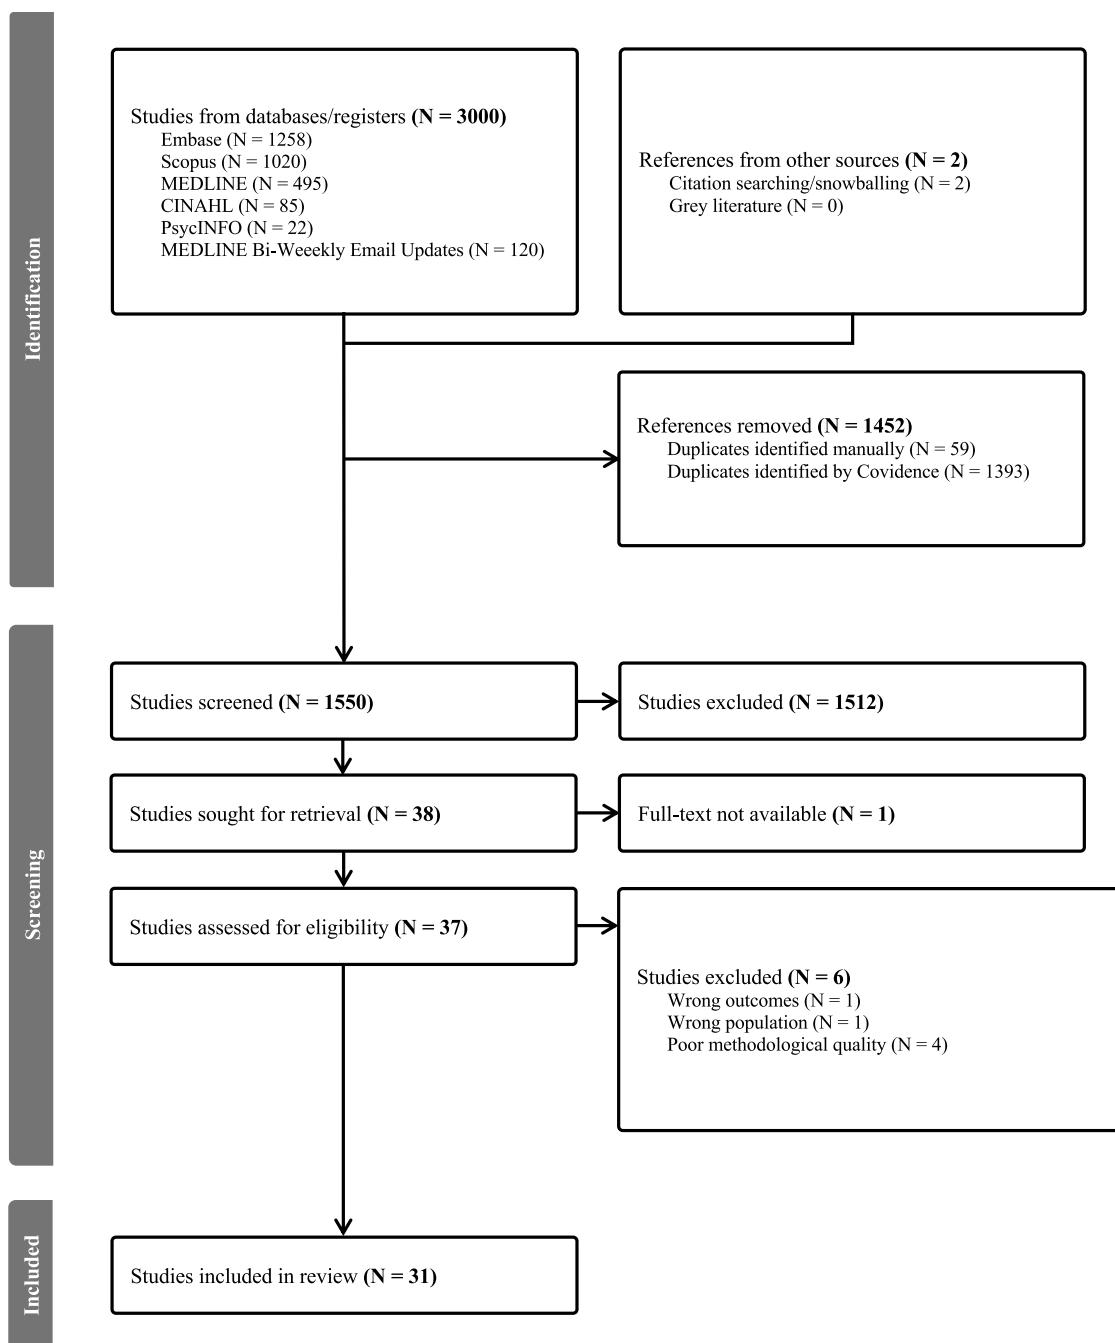 Identification
Studies from databases/registers (N = 3000)
Embase (N = 1258)
Scopus (N = 1020)
MEDLINE (N = 495)
CINAHL (N = 85)
PsycINFO (N = 22)
MEDLINE Bi-Weeekly Email Updates (N = 120)
References from other sources (N = 2)
Citation searching/snowballing (N = 2)
Grey literature (N = 0)
References removed (N = 1452)
Duplicates identified manually (N = 59)
Duplicates identified by Covidence (N = 1393)
Screening
Studies screened (N = 1550)
Studies excluded (N = 1512)
Studies sought for retrieval (N = 38)
Full-text not available (N = 1)
Studies assessed for eligibility (N = 37)
Studies excluded (N = 6)
Wrong outcomes (N = 1)
Wrong population (N = 1)
Poor methodological quality (N = 4)
Included
Studies included in review (N = 31)